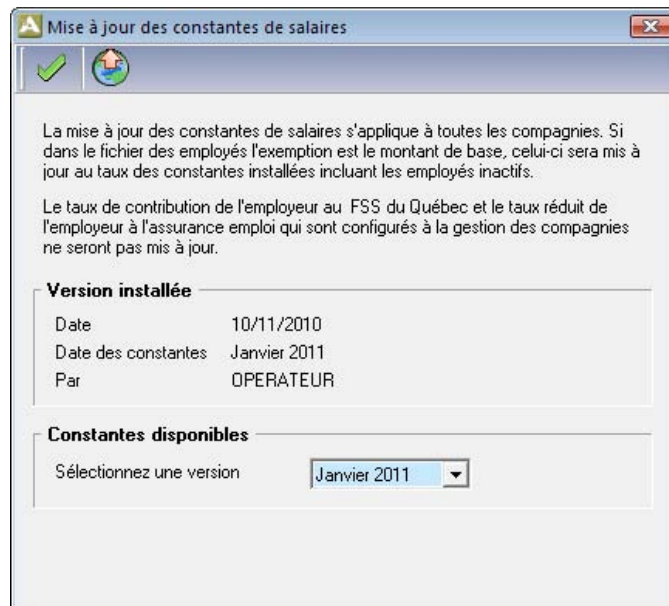 Mise à jour des constantes de salaires
La mise à jour des constantes de salaires s'applique à toutes les compagnies. Si
dans le fichier des employés l'exemption est le montant de base, celui-ci sera mis à
jour au taux des constantes installées incluant les employés inactifs.
Le taux de contribution de l'employeur au FSS du Québec et le taux réduit de
l'employeur à l'assurance emploi qui sont configurés à la gestion des compagnies
ne seront pas mis à jour.
Version installée
Date 10/11/2010
Date des constantes Janvier 2011
Par OPERATEUR
Constantes disponibles
Sélectionnez une version Janvier 2011